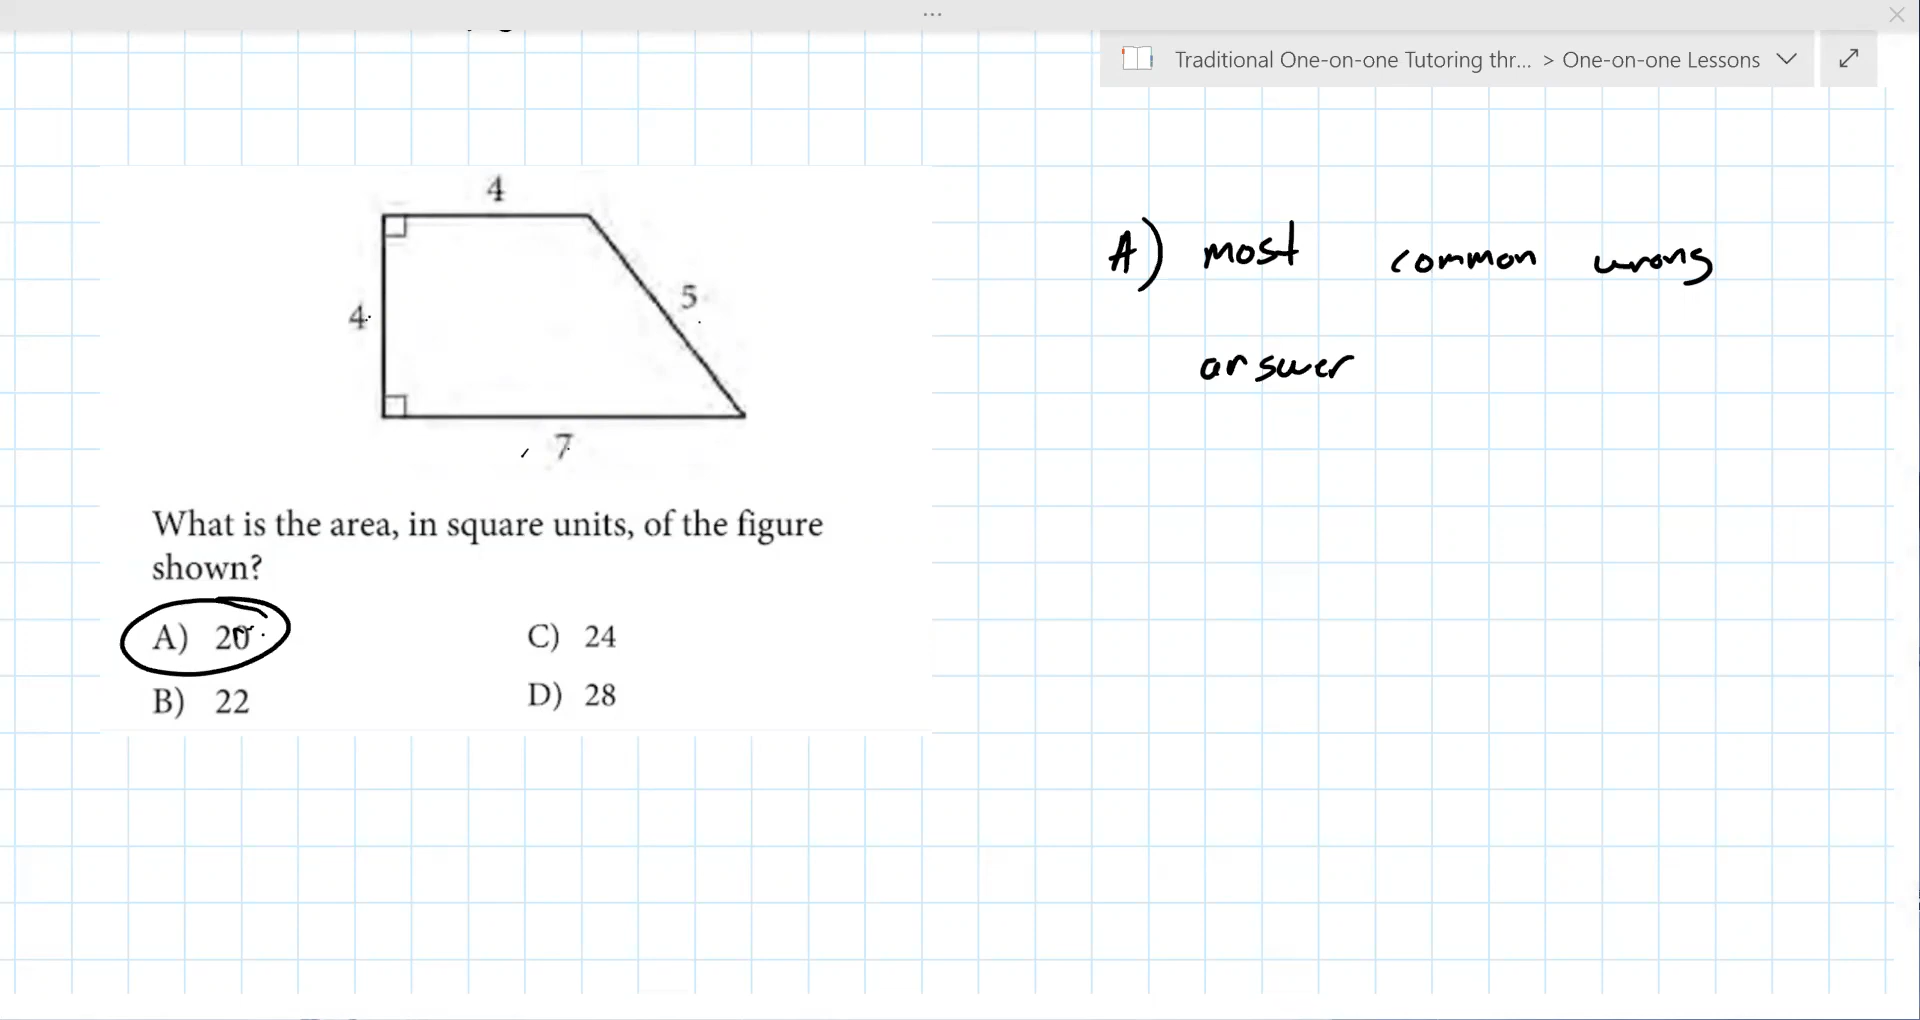 Traditional One-on-one Tutoring thr... > One-on-one Lessons
4
4
5
7
A) most common wrong
answer
What is the area, in square units, of the figure
shown?
A) 20
C) 24
B) 22
D) 28